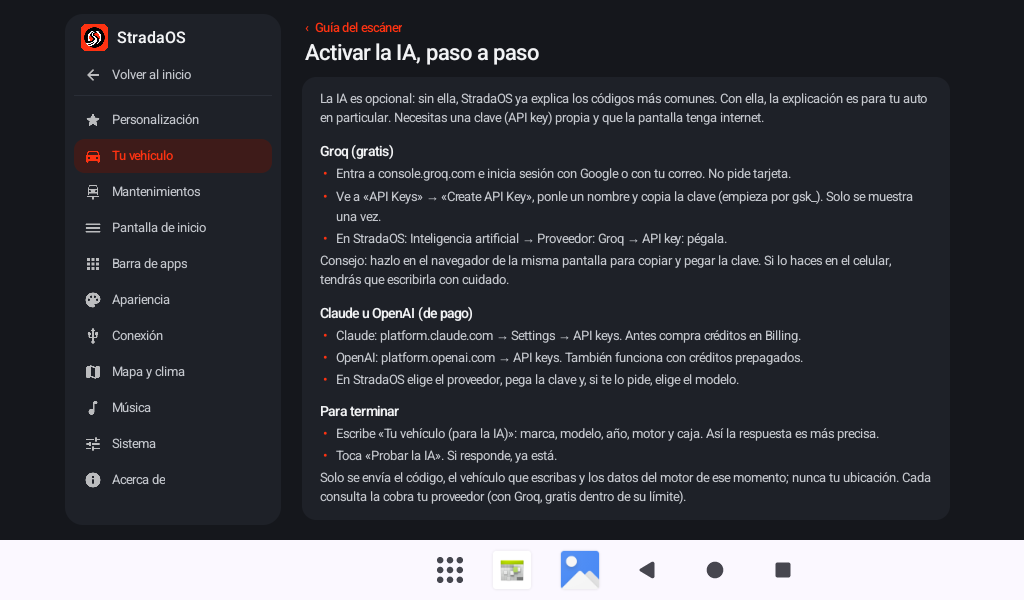 StradaOS
Volver al inicio
Personalización
Tu vehículo
Mantenimientos
Pantalla de inicio
Barra de apps
Apariencia
Conexión
Mapa y clima
Música
Sistema
Acerca de
‹ Guía del escáner
Activar la IA, paso a paso
La IA es opcional: sin ella, StradaOS ya explica los códigos más comunes. Con ella, la explicación es para tu auto
en particular. Necesitas una clave (API key) propia y que la pantalla tenga internet.
Groq (gratis)
• Entra a console.groq.com e inicia sesión con Google o con tu correo. No pide tarjeta.
• Ve a «API Keys» → «Create API Key», ponle un nombre y copia la clave (empieza por gsk_). Solo se muestra
una vez.
• En StradaOS: Inteligencia artificial → Proveedor: Groq → API key: pégala.
Consejo: hazlo en el navegador de la misma pantalla para copiar y pegar la clave. Si lo haces en el celular,
tendrás que escribirla con cuidado.
Claude u OpenAI (de pago)
• Claude: platform.claude.com → Settings → API keys. Antes compra créditos en Billing.
• OpenAI: platform.openai.com → API keys. También funciona con créditos prepagados.
• En StradaOS elige el proveedor, pega la clave y, si te lo pide, elige el modelo.
Para terminar
• Escribe «Tu vehículo (para la IA)»: marca, modelo, año, motor y caja. Así la respuesta es más precisa.
• Toca «Probar la IA». Si responde, ya está.
Solo se envía el código, el vehículo que escribas y los datos del motor de ese momento; nunca tu ubicación. Cada
consulta la cobra tu proveedor (con Groq, gratis dentro de su límite).